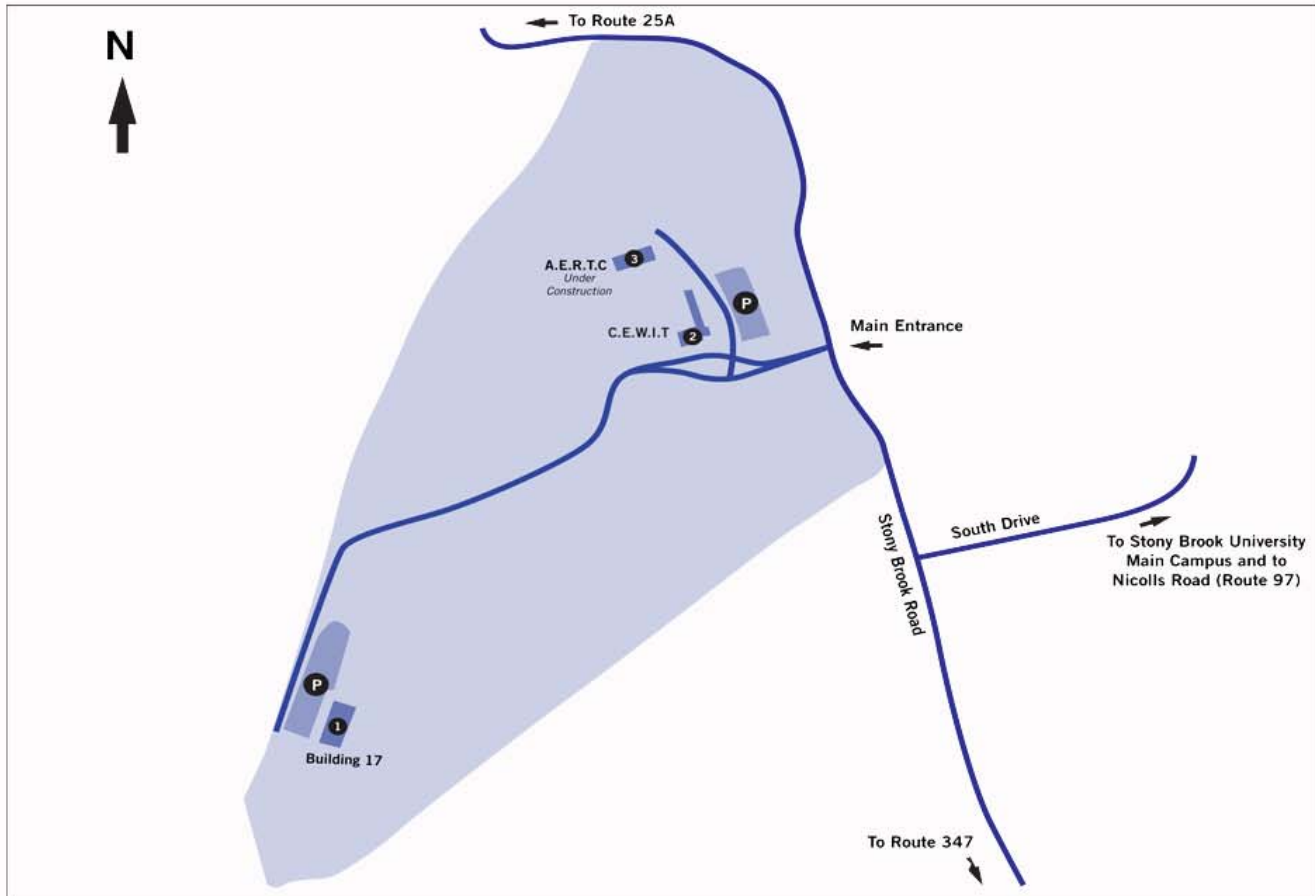 To Route 25A
N
A.E.R.T.C
Under
Construction
3
P
C.E.W.I.T
2
Main Entrance
Stony Brook Road
South Drive
To Stony Brook University
Main Campus and to
Nicolls Road (Route 97)
P
1
Building 17
To Route 347